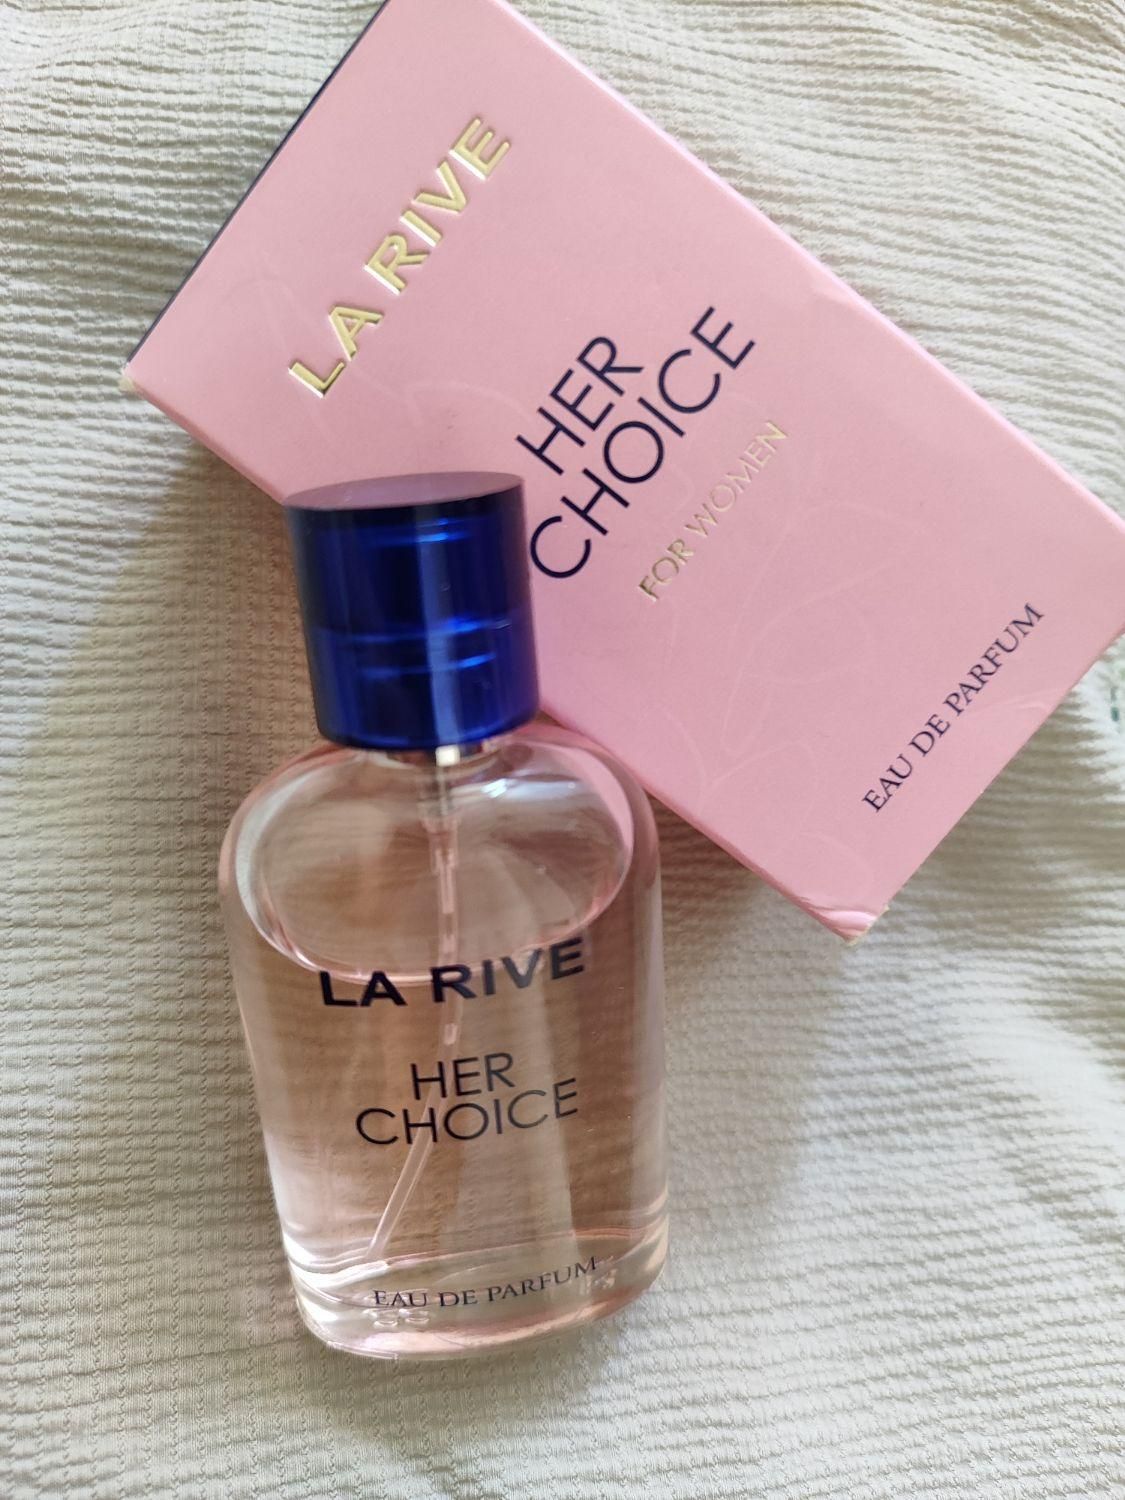 LA RIVE
HER
CHOICE
FOR WOMEN
EAU DE PARFUM
LA RIVE
HER
CHOICE
EAU DE PARFUM